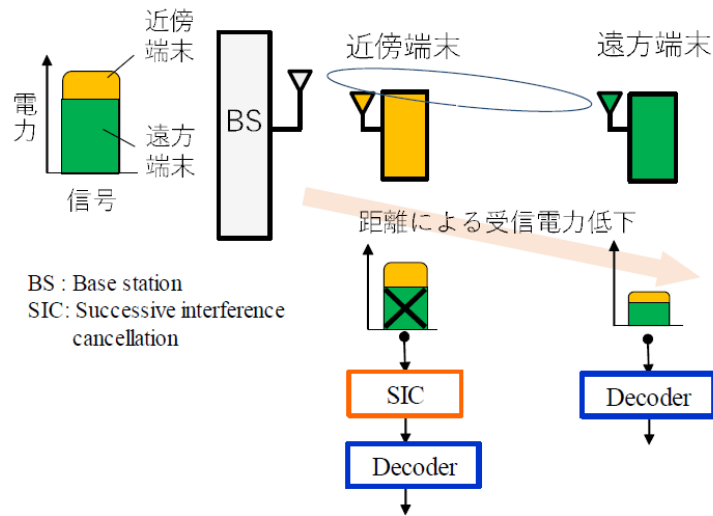 近傍
端末
電力
遠方
端末
信号
BS
近傍端末
遠方端末
距離による受信電力低下
BS : Base station
SIC: Successive interference
cancellation
SIC
Decoder
Decoder